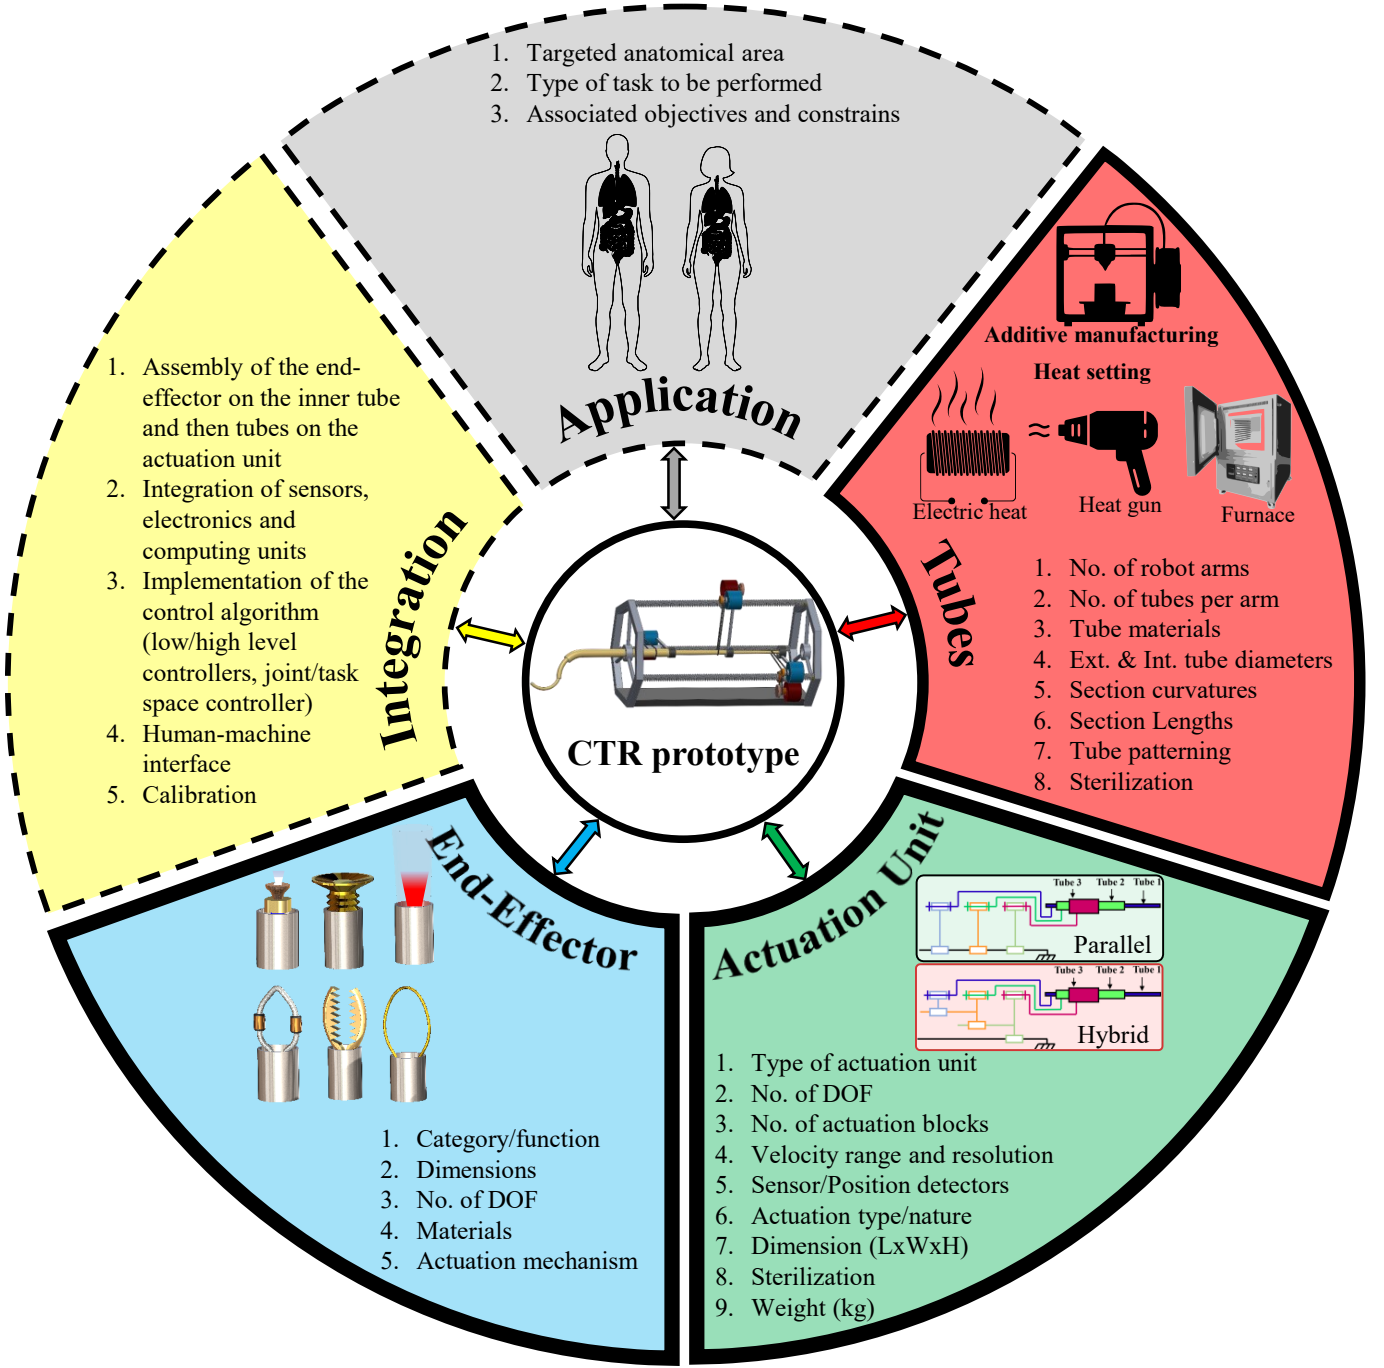 1. Targeted anatomical area
2. Type of task to be performed
3. Associated objectives and constrains
Application
Additive manufacturing
Heat setting
≈
Electric heat
Heat gun
Furnace
Tubes
1. No. of robot arms
2. No. of tubes per arm
3. Tube materials
4. Ext. & Int. tube diameters
5. Section curvatures
6. Section Lengths
7. Tube patterning
8. Sterilization
Actuation Unit
Tube 3 Tube 2 Tube 1
Parallel
Tube 3 Tube 2 Tube 1
Hybrid
1. Type of actuation unit
2. No. of DOF
3. No. of actuation blocks
4. Velocity range and resolution
5. Sensor/Position detectors
6. Actuation type/nature
7. Dimension (LxWxH)
8. Sterilization
9. Weight (kg)
End-Effector
1. Category/function
2. Dimensions
3. No. of DOF
4. Materials
5. Actuation mechanism
Integration
1. Assembly of the end-
effector on the inner tube
and then tubes on the
actuation unit
2. Integration of sensors,
electronics and
computing units
3. Implementation of the
control algorithm
(low/high level
controllers, joint/task
space controller)
4. Human-machine
interface
5. Calibration
CTR prototype